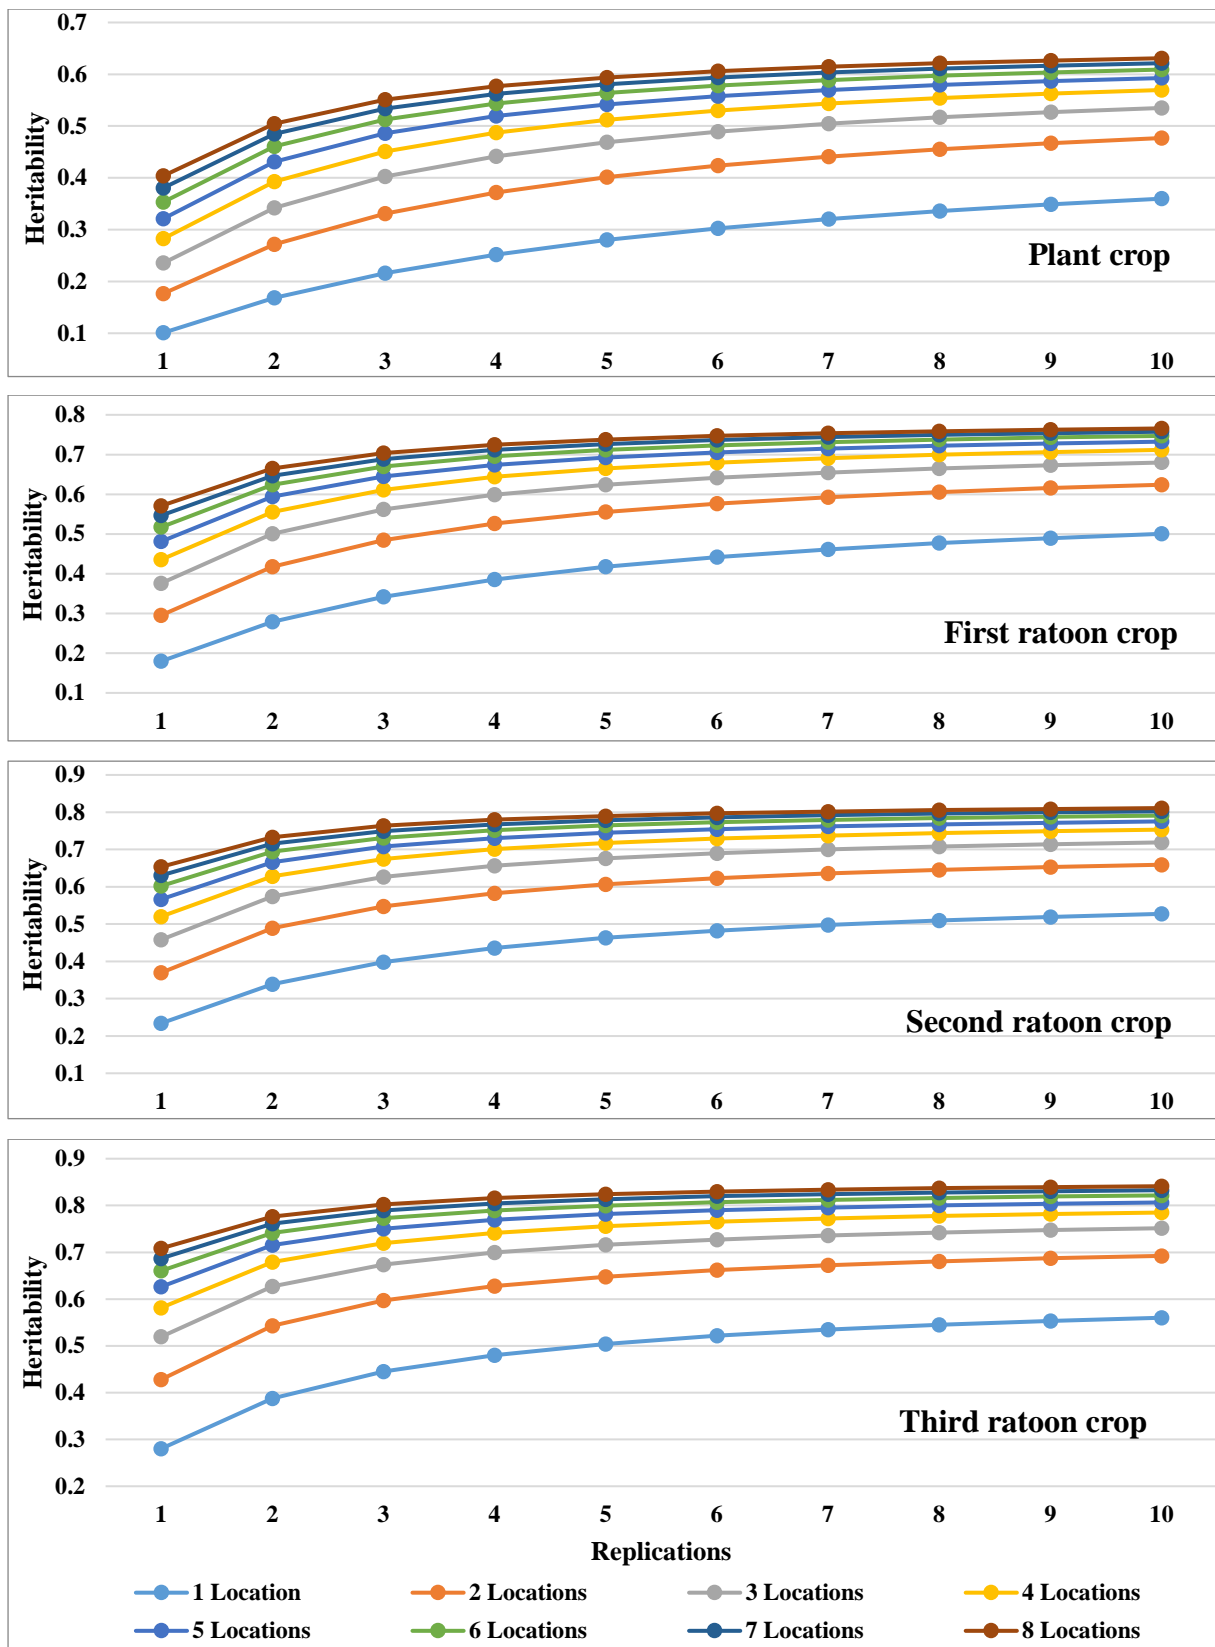 0.7
0.6
0.5
0.4
0.3
0.2
0.1
Heritability
Plant crop
1 2 3 4 5 6 7 8 9 10
0.8
0.7
0.6
0.5
0.4
0.3
0.2
0.1
Heritability
First ratoon crop
1 2 3 4 5 6 7 8 9 10
0.9
0.8
0.7
0.6
0.5
0.4
0.3
0.2
0.1
Heritability
Second ratoon crop
1 2 3 4 5 6 7 8 9 10
0.9
0.8
0.7
0.6
0.5
0.4
0.3
0.2
Heritability
Third ratoon crop
1 2 3 4 5 6 7 8 9 10
Replications
1 Location 2 Locations 3 Locations 4 Locations
5 Locations 6 Locations 7 Locations 8 Locations